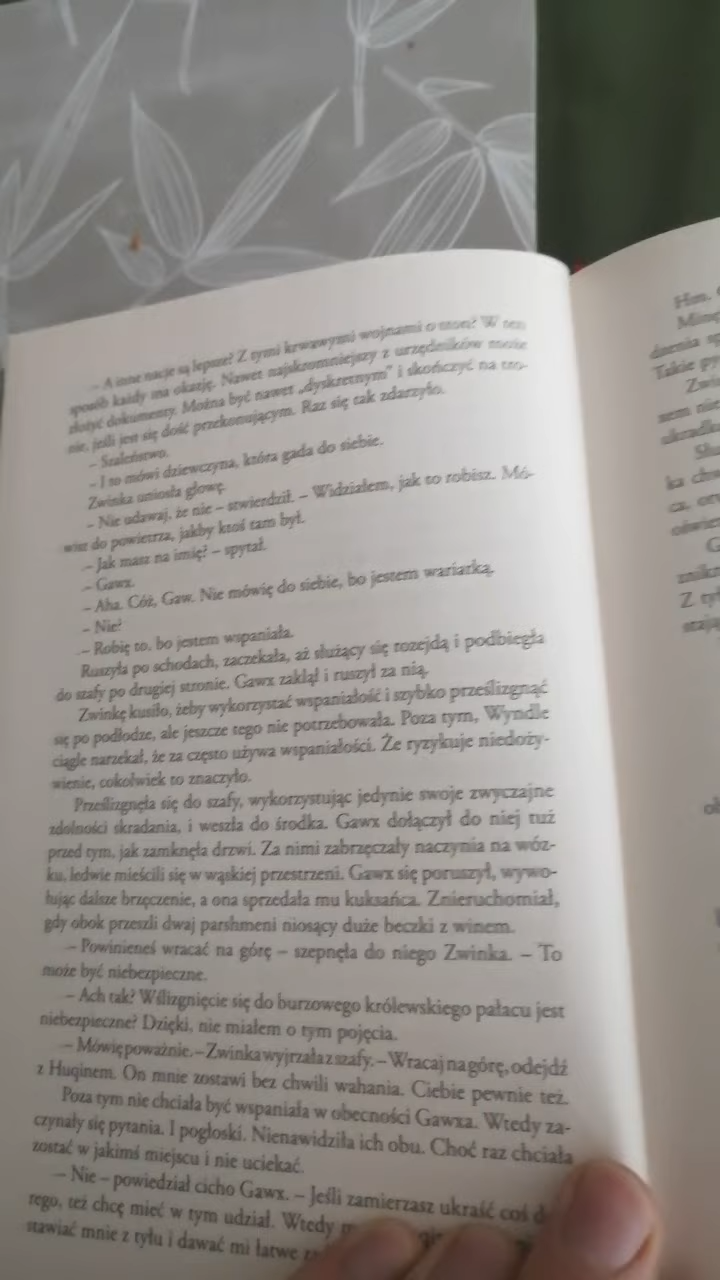 – A inne nacje są lepsze? Z tymi krwawymi wojnami o tron? W ten
sposób każdy ma okazję. Nawet najskromniejszy z urzędników może
złożyć dokumenty. Można być nawet „dyskretnym” i skończyć na tro-
nie, jeśli jest się dość przekonującym. Raz się tak zdarzyło.
– Szaleństwo.
– I to mówi dziewczyna, która gada do siebie.
Zwinka uniosła głowę.
– Nie udawaj, że nie – stwierdził. – Widziałem, jak to robisz. Mó-
wisz do powietrza, jakby ktoś tam był.
– Jak masz na imię? – spytał.
– Gawx.
– Aha. Cóż, Gaw. Nie mówię do siebie, bo jestem wariatką.
– Nie?
– Robię to, bo jestem wspaniała.
Ruszyła po schodach, zaczekała, aż służący się rozejdą i podbiegła
do szafy po drugiej stronie. Gawx zaklął i ruszył za nią.
Zwinkę kusiło, żeby wykorzystać wspaniałość i szybko prześlizgnąć
się po podłodze, ale jeszcze tego nie potrzebowała. Poza tym, Wyndle
ciągle narzekał, że za często używa wspaniałości. Że ryzykuje niedoży-
wienie, cokolwiek to znaczyło.
Prześlizgnęła się do szafy, wykorzystując jedynie swoje zwyczajne
zdolności skradania, i weszła do środka. Gawx dołączył do niej tuż
przed tym, jak zamknęła drzwi. Za nimi zabrzęczały naczynia na wóz-
ku, ledwie mieścili się w wąskiej przestrzeni. Gawx się poruszył, wywo-
łując dalsze brzęczenie, a ona sprzedała mu kuksańca. Znieruchomiał,
gdy obok przeszli dwaj parshmeni niosący duże beczki z winem.
– Powinieneś wracać na górę – szepnęła do niego Zwinka. – To
może być niebezpieczne.
– Ach tak? Wślizgnięcie się do burzowego królewskiego pałacu jest
niebezpieczne? Dzięki, nie miałem o tym pojęcia.
– Mówię poważnie. – Zwinka wyjrzała z szafy. – Wracaj na górę, odejdź
z Huqinem. On mnie zostawi bez chwili wahania. Ciebie pewnie też.
Poza tym nie chciała być wspaniała w obecności Gawxa. Wtedy za-
czynały się pytania. I pogłoski. Nienawidziła ich obu. Choć raz chciała
zostać w jakimś miejscu i nie uciekać.
– Nie – powiedział cicho Gawx. – Jeśli zamierzasz ukraść coś
tego, też chcę mieć w tym udział. Wtedy
stawiać mnie z tyłu i dawać mi łatwe
Hm.
Takie
Z